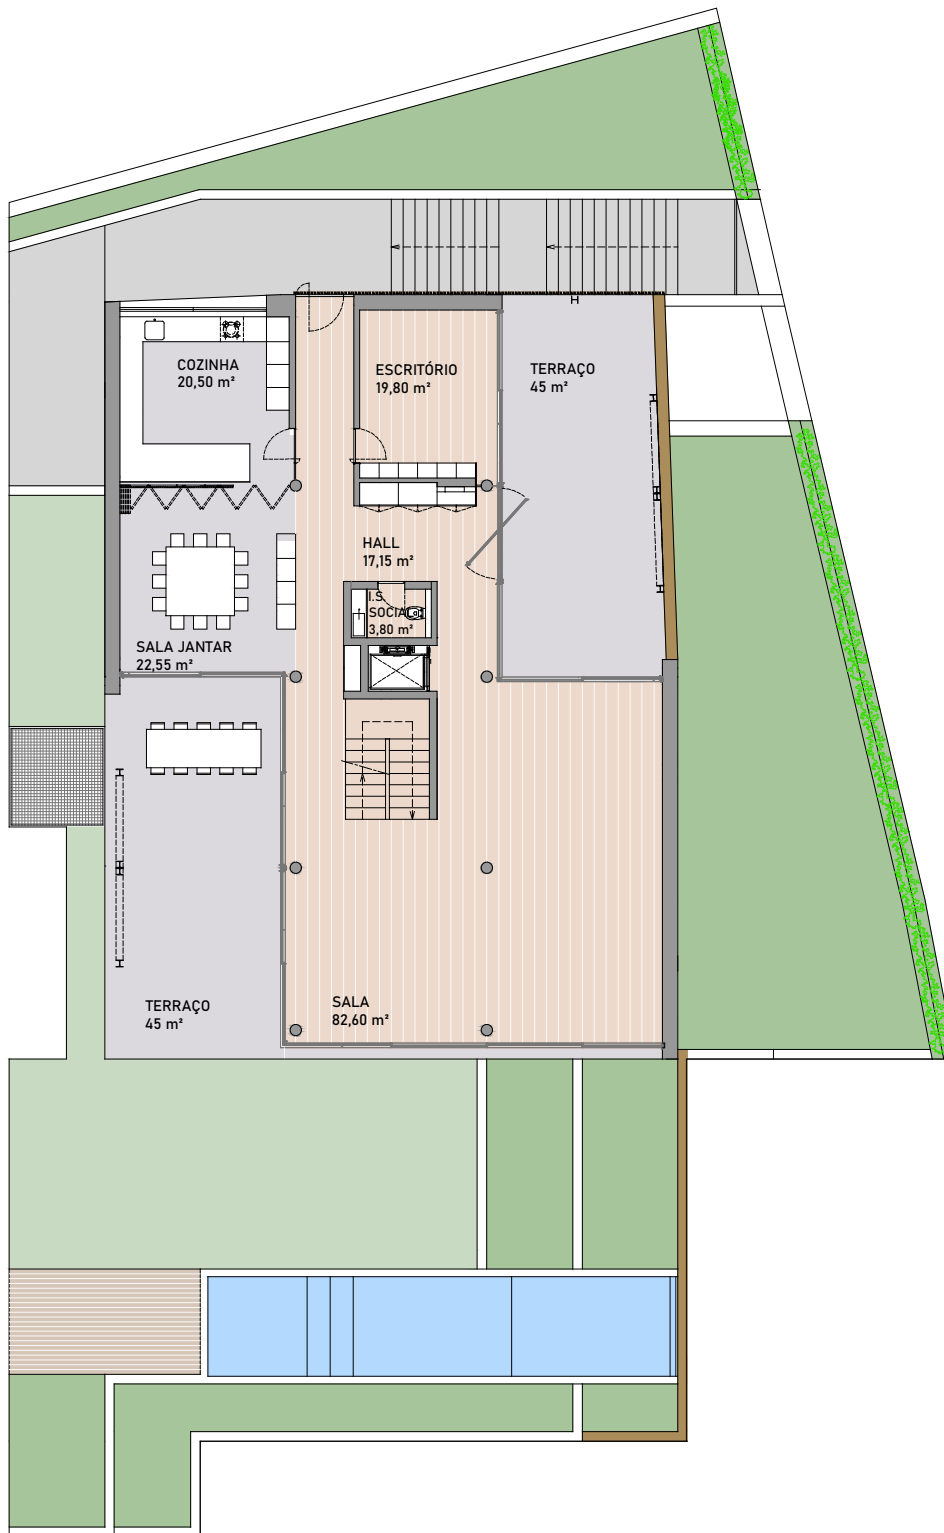 COZINHA
20,50 m²
ESCRITÓRIO
19,80 m²
TERRAÇO
45 m²
HALL
17,15 m²
I.S.
SOCIAL
3,80 m²
SALA JANTAR
22,55 m²
TERRAÇO
45 m²
SALA
82,60 m²